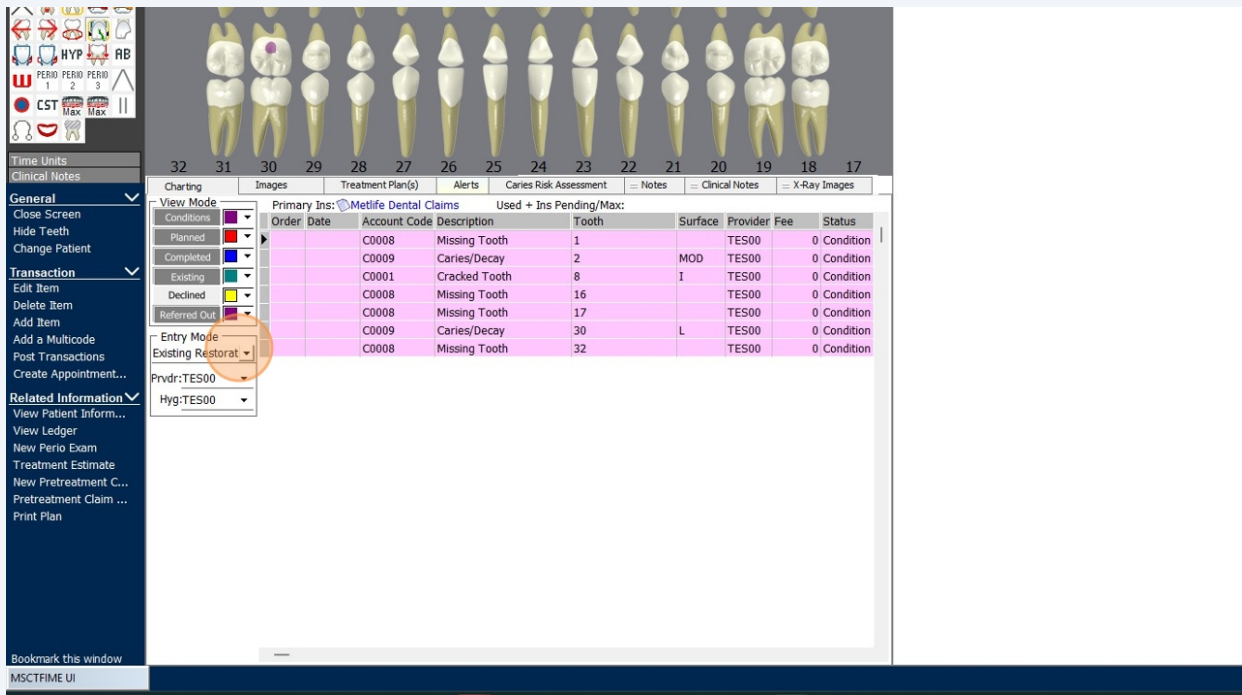 HYP AB
PERIO 1 PERIO 2 PERIO 3
CST Max Max
Time Units
Clinical Notes
General
Close Screen
Hide Teeth
Change Patient
Transaction
Edit Item
Delete Item
Add Item
Add a Multicode
Post Transactions
Create Appointment...
Related Information
View Patient Inform...
View Ledger
New Perio Exam
Treatment Estimate
New Pretreatment C...
Pretreatment Claim ...
Print Plan
Bookmark this window
MSCTFIME UI
32 31 30 29 28 27 26 25 24 23 22 21 20 19 18 17
Charting Images Treatment Plan(s) Alerts Caries Risk Assessment Notes Clinical Notes X-Ray Images
View Mode
Conditions
Planned
Completed
Existing
Declined
Referred Out
Entry Mode
Existing Restorat
Prvdr:TES00
Hyg:TES00
Primary Ins: Metlife Dental Claims Used + Ins Pending/Max:
Order Date Account Code Description Tooth Surface Provider Fee Status
C0008 Missing Tooth 1 TES00 0 Condition
C0009 Caries/Decay 2 MOD TES00 0 Condition
C0001 Cracked Tooth 8 I TES00 0 Condition
C0008 Missing Tooth 16 TES00 0 Condition
C0008 Missing Tooth 17 TES00 0 Condition
C0009 Caries/Decay 30 L TES00 0 Condition
C0008 Missing Tooth 32 TES00 0 Condition